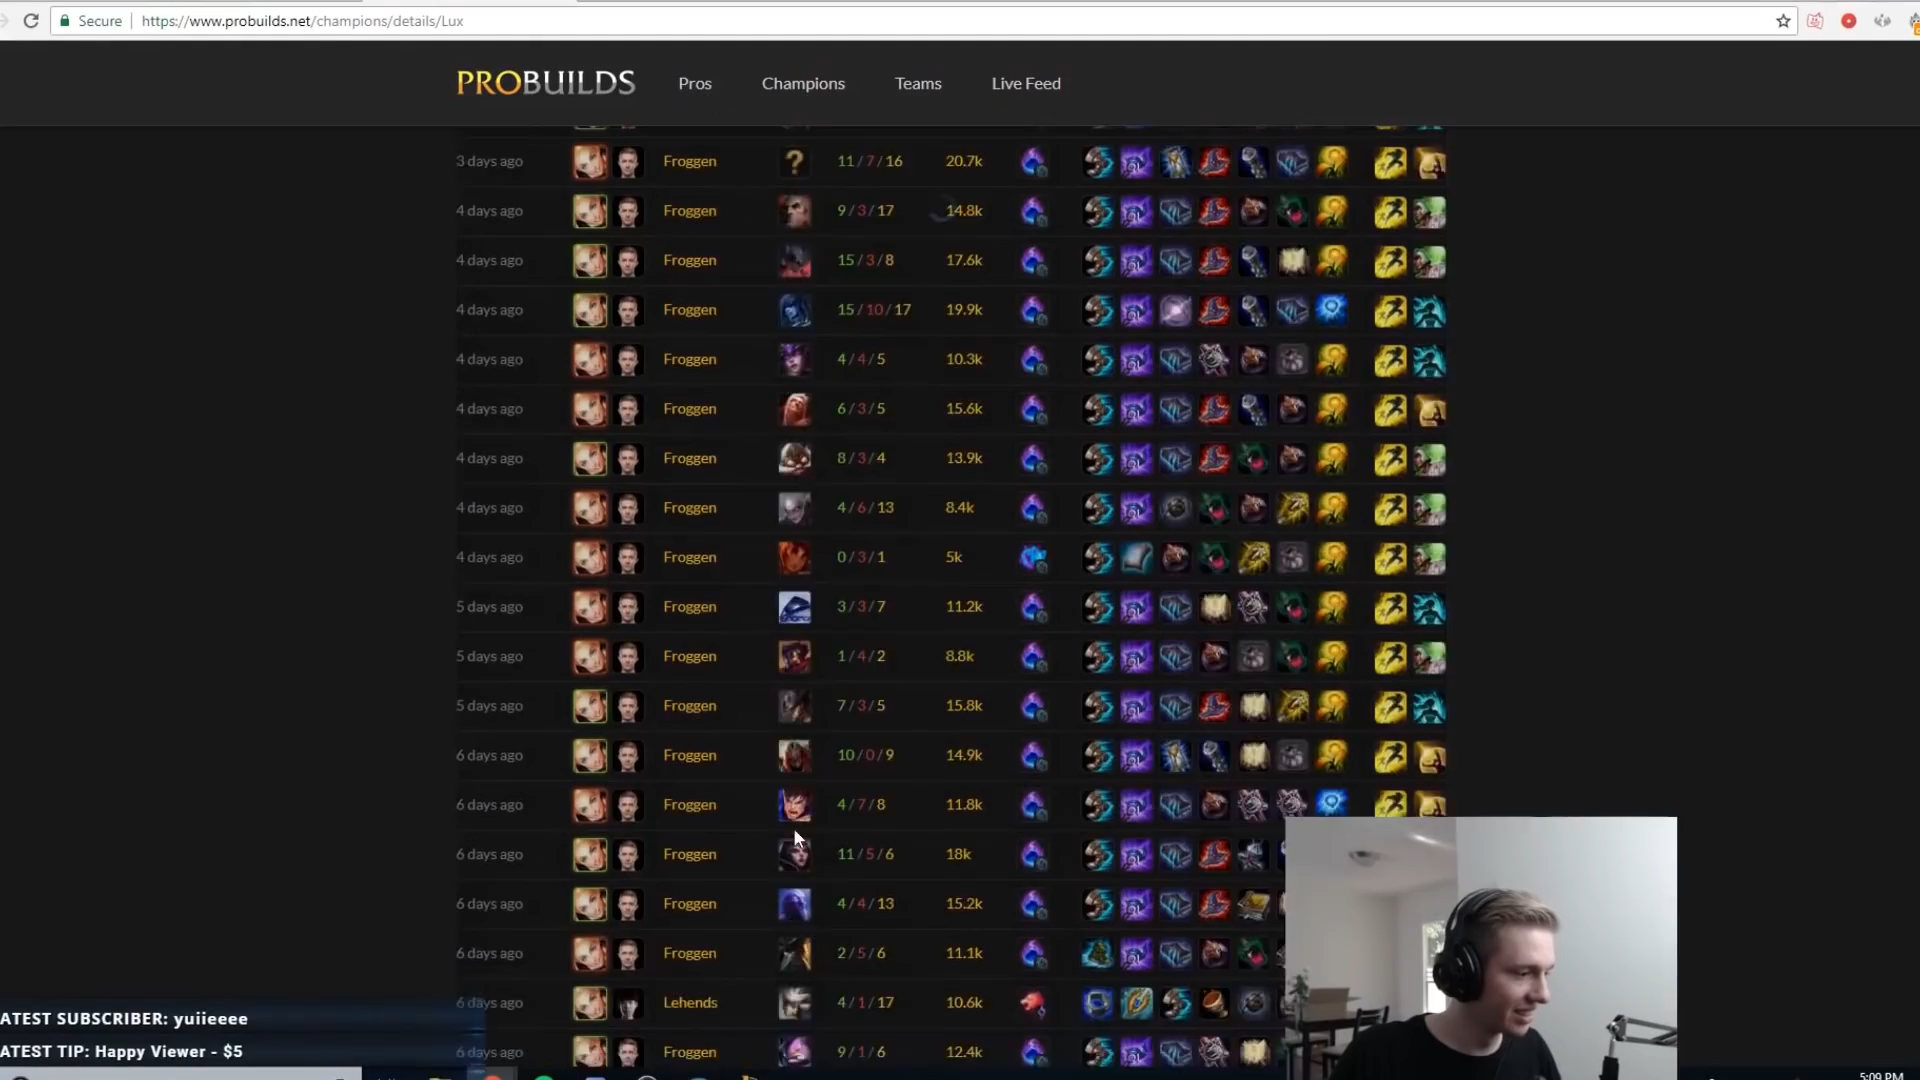 Secure https://www.probuilds.net/champions/details/Lux
PROBUILDS Pros Champions Teams Live Feed
3 days ago Froggen ? 11 / 7 / 16 20.7k
4 days ago Froggen 9 / 3 / 17 14.8k
4 days ago Froggen 15 / 3 / 8 17.6k
4 days ago Froggen 15 / 10 / 17 19.9k
4 days ago Froggen 4 / 4 / 5 10.3k
4 days ago Froggen 6 / 3 / 5 15.6k
4 days ago Froggen 8 / 3 / 4 13.9k
4 days ago Froggen 4 / 6 / 13 8.4k
4 days ago Froggen 0 / 3 / 1 5k
5 days ago Froggen 3 / 3 / 7 11.2k
5 days ago Froggen 1 / 4 / 2 8.8k
5 days ago Froggen 7 / 3 / 5 15.8k
6 days ago Froggen 10 / 0 / 9 14.9k
6 days ago Froggen 4 / 7 / 8 11.8k
6 days ago Froggen 11 / 5 / 6 18k
6 days ago Froggen 4 / 4 / 13 15.2k
6 days ago Froggen 2 / 5 / 6 11.1k
6 days ago Lehends 4 / 1 / 17 10.6k
6 days ago Froggen 9 / 1 / 6 12.4k
ATEST SUBSCRIBER: yuiieeee
ATEST TIP: Happy Viewer - $5
5:09 PM